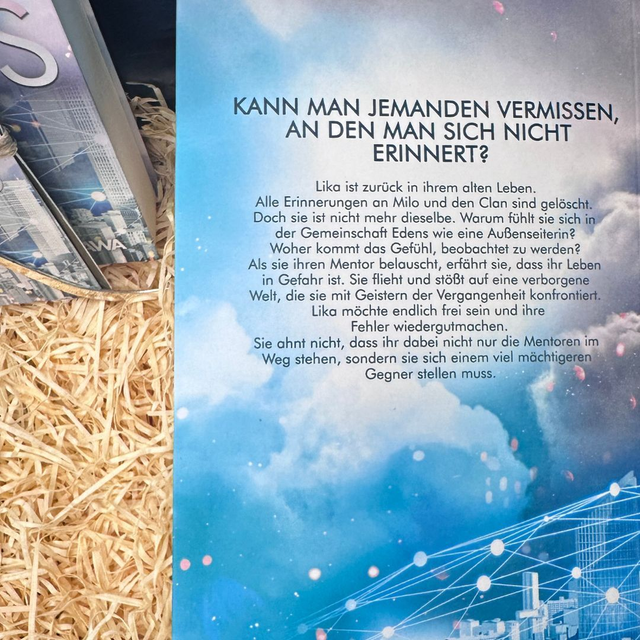 S
AWA
KANN MAN JEMANDEN VERMISSEN,
AN DEN MAN SICH NICHT
ERINNERT?
Lika ist zurück in ihrem alten Leben.
Alle Erinnerungen an Milo und den Clan sind gelöscht.
Doch sie ist nicht mehr dieselbe. Warum fühlt sie sich in
der Gemeinschaft Edens wie eine Außenseiterin?
Woher kommt das Gefühl, beobachtet zu werden?
Als sie ihren Mentor belauscht, erfährt sie, dass ihr Leben
in Gefahr ist. Sie flieht und stößt auf eine verborgene
Welt, die sie mit Geistern der Vergangenheit konfrontiert.
Lika möchte endlich frei sein und ihre
Fehler wiedergutmachen.
Sie ahnt nicht, dass ihr dabei nicht nur die Mentoren im
Weg stehen, sondern sie sich einem viel mächtigeren
Gegner stellen muss.